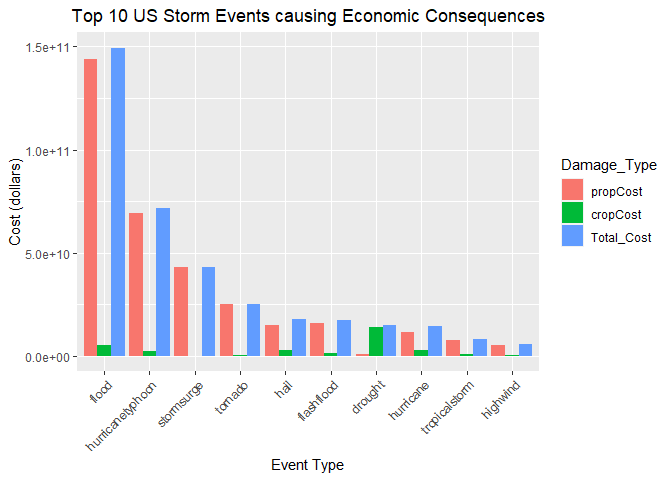 Top 10 US Storm Events causing Economic Consequences
1.5e+11
1.0e+11
5.0e+10
0.0e+00
Cost (dollars)
flood
hurricanetyphoon
stormsurge
tornado
hail
flashflood
drought
hurricane
tropicalstorm
highwind
Event Type
Damage_Type
propCost
cropCost
Total_Cost